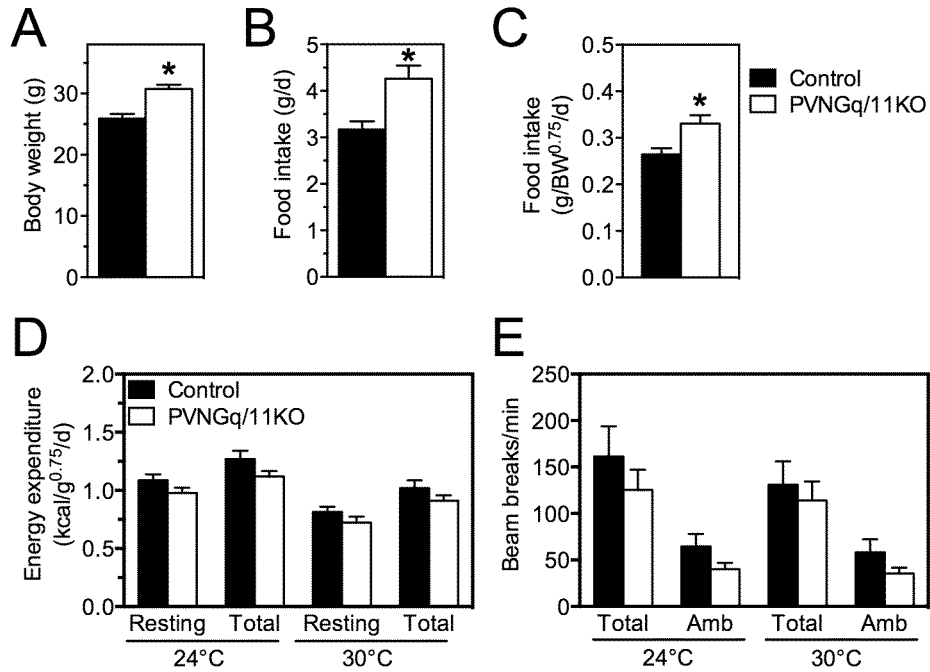 A
B
C
Body weight (g)
30
20
10
0
*
Food intake (g/d)
5
4
3
2
1
0
*
Food intake
(g/BW0.75/d)
0.5
0.4
0.3
0.2
0.1
0.0
*
Control
PVNGq/11KO
D
E
Energy expenditure
(kcal/g0.75/d)
2.0
1.5
1.0
0.5
0.0
Control
PVNGq/11KO
Resting Total Resting Total
24°C 30°C
Beam breaks/min
250
200
150
100
50
0
Total Amb Total Amb
24°C 30°C